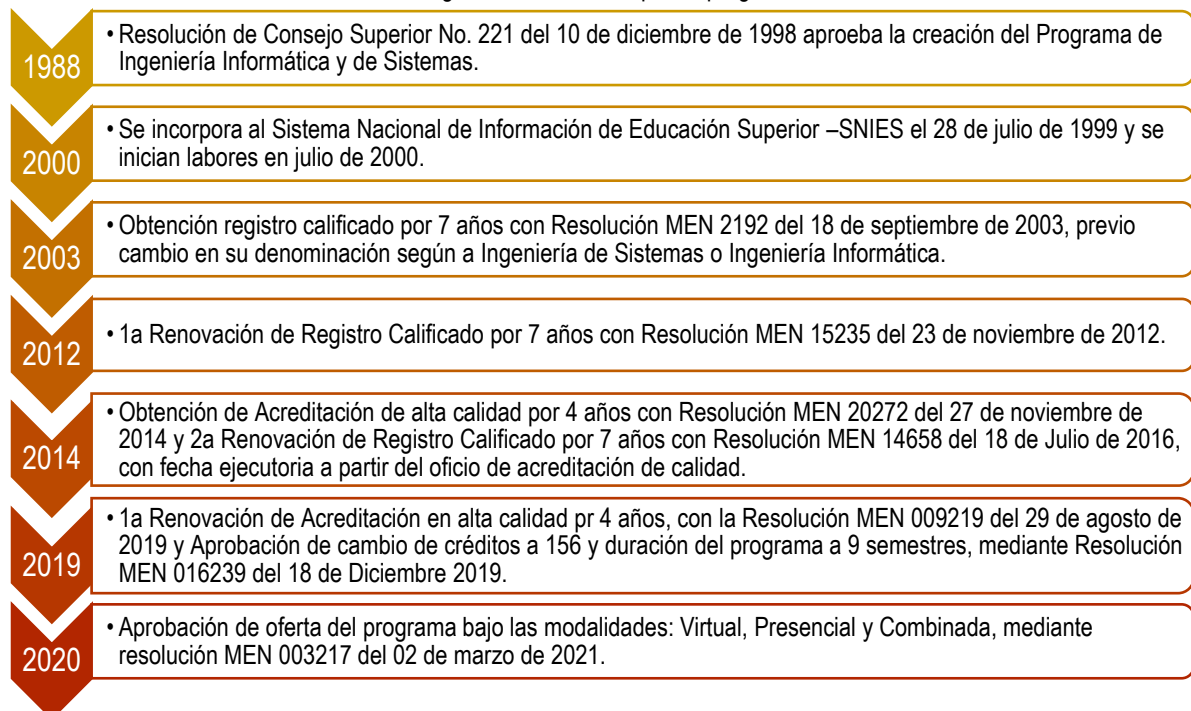 1988
• Resolución de Consejo Superior No. 221 del 10 de diciembre de 1998 aproeba la creación del Programa de
Ingeniería Informática y de Sistemas.
2000
• Se incorpora al Sistema Nacional de Información de Educación Superior –SNIES el 28 de julio de 1999 y se
inician labores en julio de 2000.
2003
• Obtención registro calificado por 7 años con Resolución MEN 2192 del 18 de septiembre de 2003, previo
cambio en su denominación según a Ingeniería de Sistemas o Ingeniería Informática.
2012
• 1a Renovación de Registro Calificado por 7 años con Resolución MEN 15235 del 23 de noviembre de 2012.
2014
• Obtención de Acreditación de alta calidad por 4 años con Resolución MEN 20272 del 27 de noviembre de
2014 y 2a Renovación de Registro Calificado por 7 años con Resolución MEN 14658 del 18 de Julio de 2016,
con fecha ejecutoria a partir del oficio de acreditación de calidad.
2019
• 1a Renovación de Acreditación en alta calidad pr 4 años, con la Resolución MEN 009219 del 29 de agosto de
2019 y Aprobación de cambio de créditos a 156 y duración del programa a 9 semestres, mediante Resolución
MEN 016239 del 18 de Diciembre 2019.
2020
• Aprobación de oferta del programa bajo las modalidades: Virtual, Presencial y Combinada, mediante
resolución MEN 003217 del 02 de marzo de 2021.